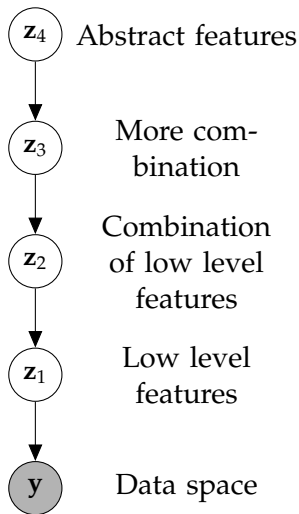 z4 Abstract features
z3 More com-
bination
z2 Combination
of low level
features
z1 Low level
features
y Data space